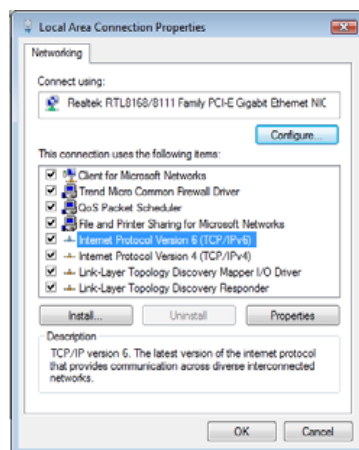 Local Area Connection Properties
Networking
Connect using:
Realtek RTL8168/8111 Family PCI-E Gigabit Ethernet NIC
Configure...
This connection uses the following items:
Client for Microsoft Networks
Trend Micro Common Firewall Driver
QoS Packet Scheduler
File and Printer Sharing for Microsoft Networks
Internet Protocol Version 6 (TCP/IPv6)
Internet Protocol Version 4 (TCP/IPv4)
Link-Layer Topology Discovery Mapper I/O Driver
Link-Layer Topology Discovery Responder
Install... Uninstall Properties
Description
TCP/IP version 6. The latest version of the internet protocol
that provides communication across diverse interconnected
networks.
OK Cancel